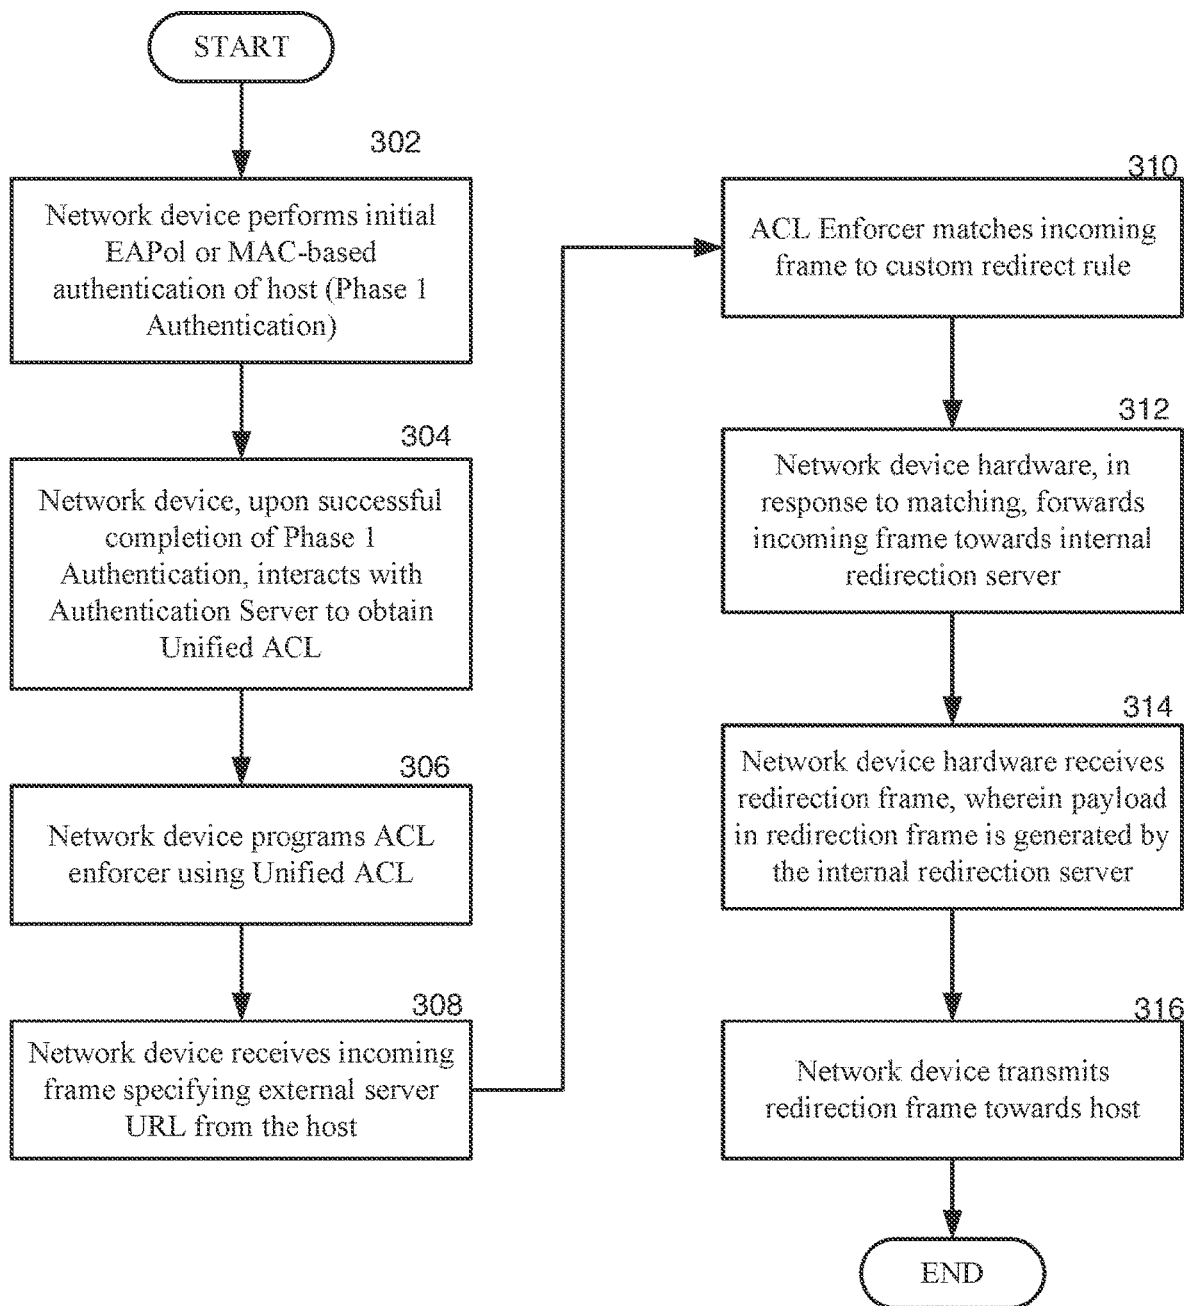 START
302
Network device performs initial
EAPol or MAC-based
authentication of host (Phase 1
Authentication)
304
Network device, upon successful
completion of Phase 1
Authentication, interacts with
Authentication Server to obtain
Unified ACL
306
Network device programs ACL
enforcer using Unified ACL
308
Network device receives incoming
frame specifying external server
URL from the host
310
ACL Enforcer matches incoming
frame to custom redirect rule
312
Network device hardware, in
response to matching, forwards
incoming frame towards internal
redirection server
314
Network device hardware receives
redirection frame, wherein payload
in redirection frame is generated by
the internal redirection server
316
Network device transmits
redirection frame towards host
END